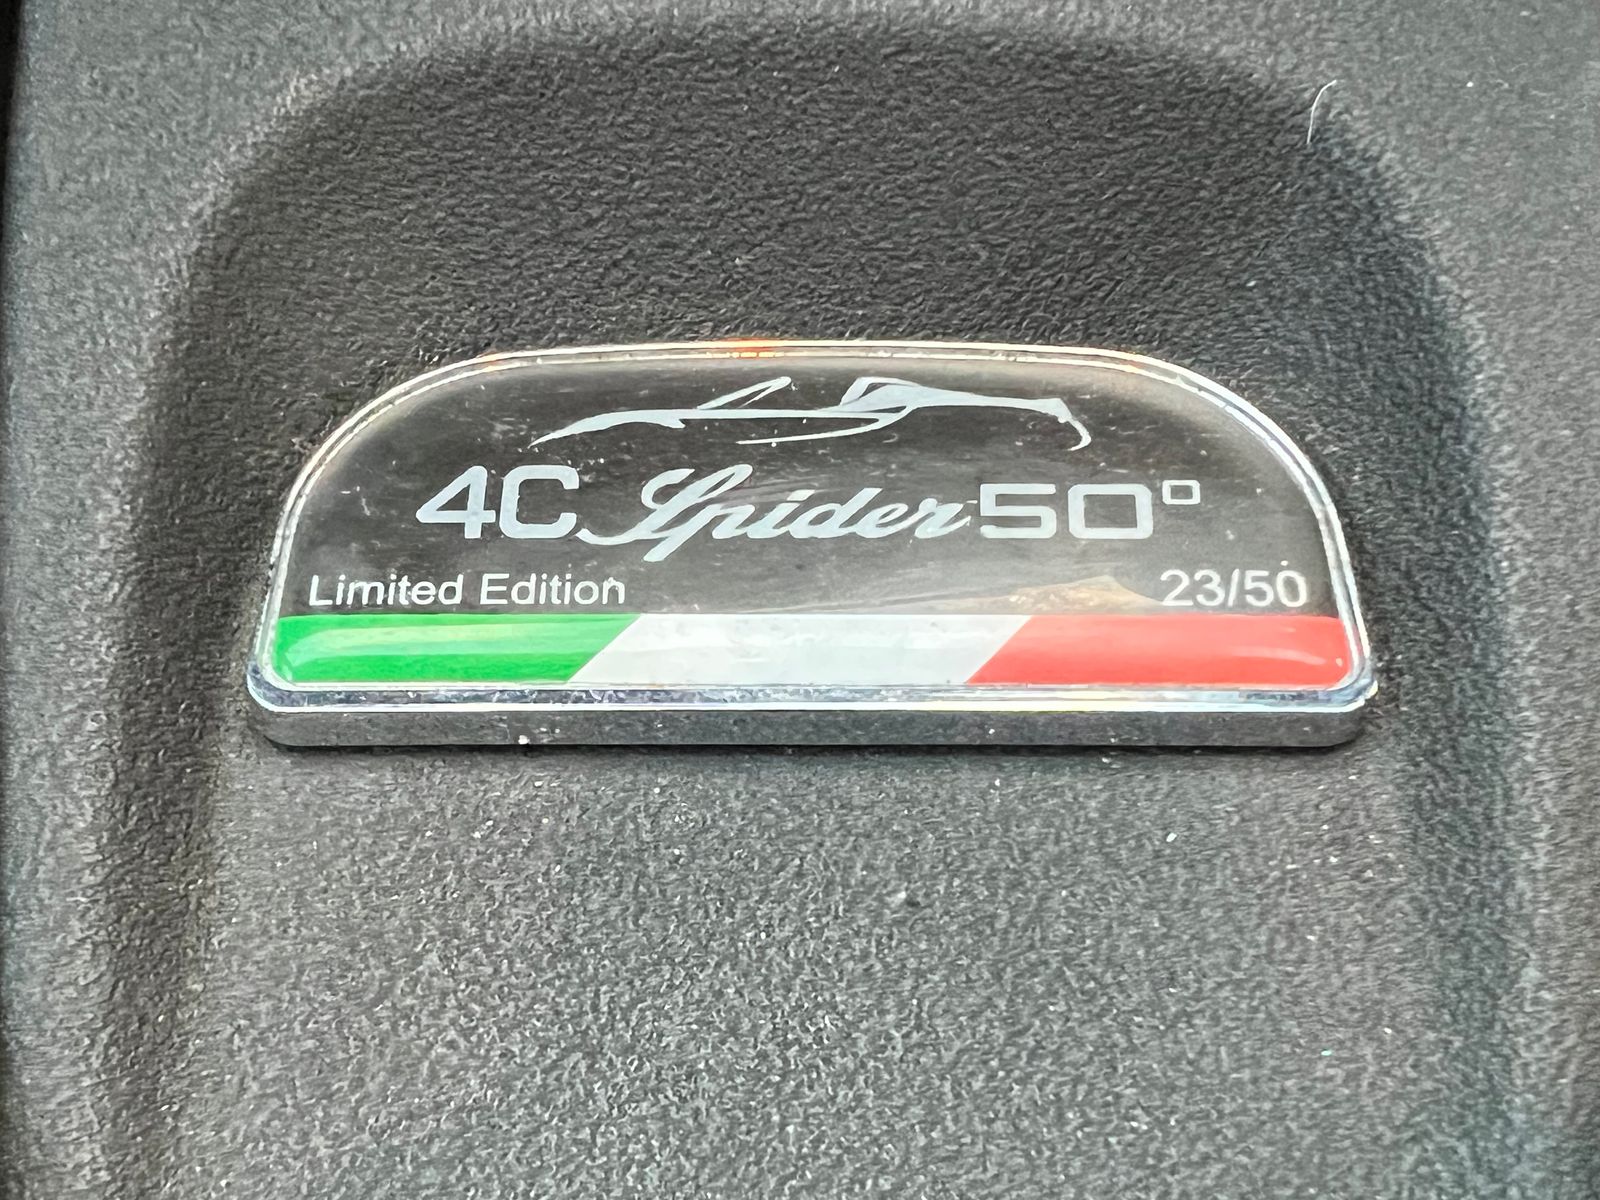 4C Spider 50°
Limited Edition 23/50